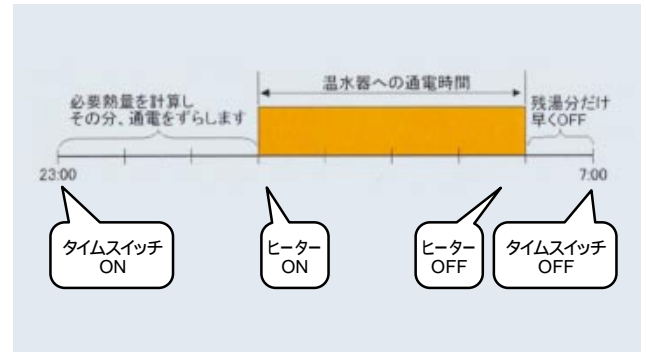 温水器への通電時間
必要熱量を計算し
その分、通電をずらします
残湯分だけ
早くOFF
23:00
7:00
タイムスイッチ
ON
ヒーター
ON
ヒーター
OFF
タイムスイッチ
OFF